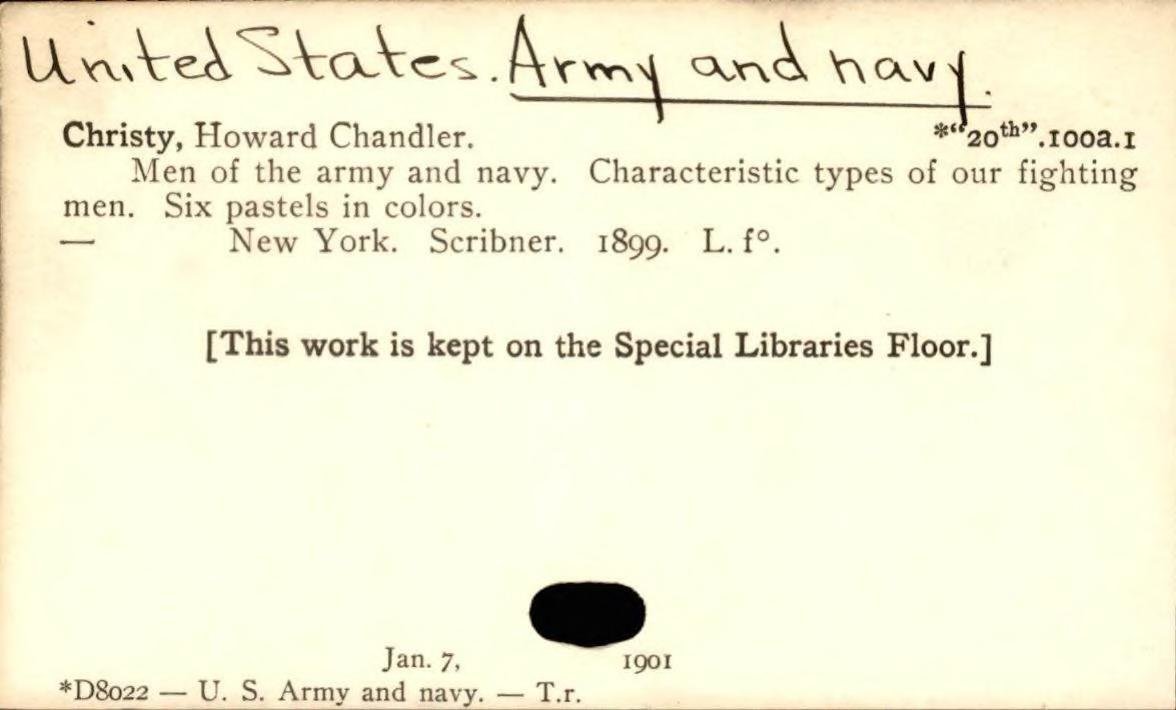 United States. Army and navy.
Christy, Howard Chandler. *“20th”.100a.1
Men of the army and navy. Characteristic types of our fighting
men. Six pastels in colors.
— New York. Scribner. 1899. L. f°.
[This work is kept on the Special Libraries Floor.]
Jan. 7, 1901
*D8022 — U. S. Army and navy. — T.r.